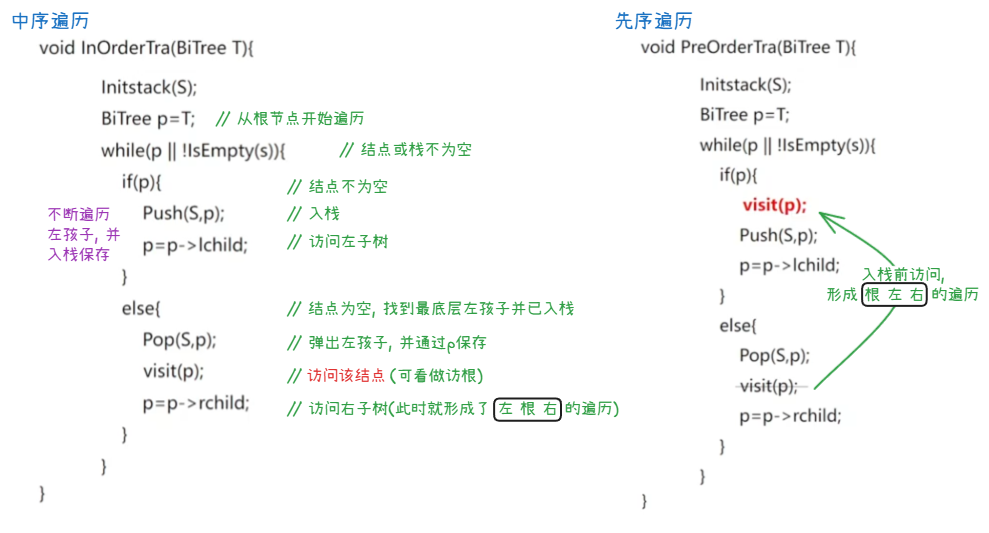 中序遍历
void InOrderTra(BiTree T){
Initstack(S);
BiTree p=T; // 从根节点开始遍历
while(p || !IsEmpty(s)){ // 结点或栈不为空
if(p){ // 结点不为空
Push(S,p); // 入栈
p=p->lchild; // 访问左子树
}
不断遍历
左孩子, 并
入栈保存
else{ // 结点为空, 找到最底层左孩子并已入栈
Pop(S,p); // 弹出左孩子, 并通过p保存
visit(p); // 访问该结点 (可看做访根)
p=p->rchild; // 访问右子树(此时就形成了 左 根 右 的遍历)
}
}
}
先序遍历
void PreOrderTra(BiTree T){
Initstack(S);
BiTree p=T;
while(p || !IsEmpty(s)){
if(p){
visit(p);
Push(S,p);
p=p->lchild;
}
入栈前访问,
形成 根 左 右 的遍历
else{
Pop(S,p);
visit(p);
p=p->rchild;
}
}
}